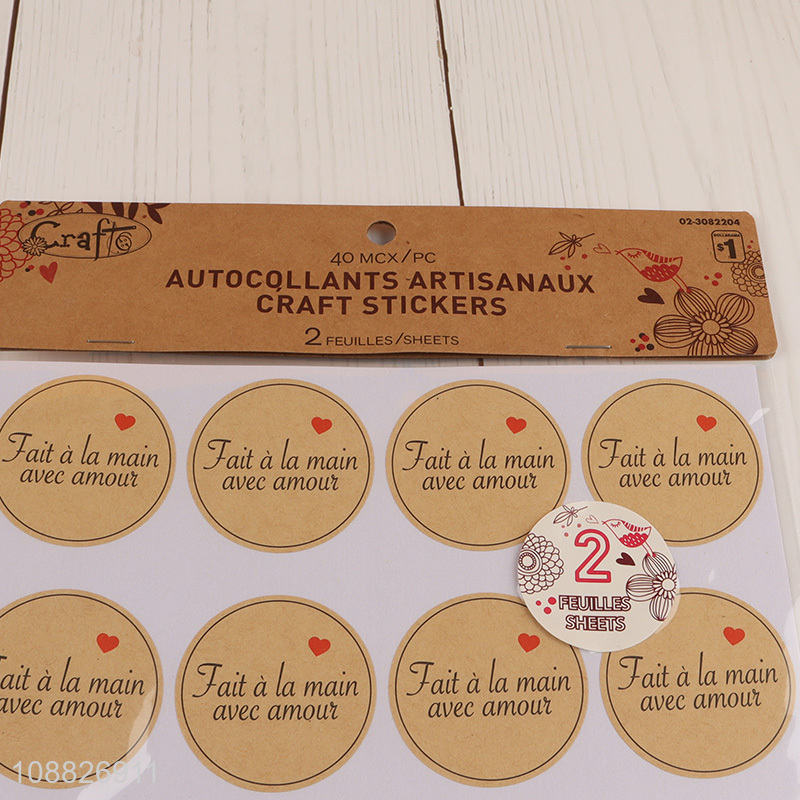 02-3082204
Crafts
DOLLARAMA
$1
40 MCX/PC
AUTOCOLLANTS ARTISANAUX
CRAFT STICKERS
2 FEUILLES/SHEETS
Fait à la main
avec amour
Fait à la main
avec amour
Fait à la main
avec amour
Fait à la main
avec amour
2
FEUILLES
SHEETS
ait à la main
avec amour
Fait à la main
avec amour
Fait à la main
avec amour
Fait à la main
avec amour